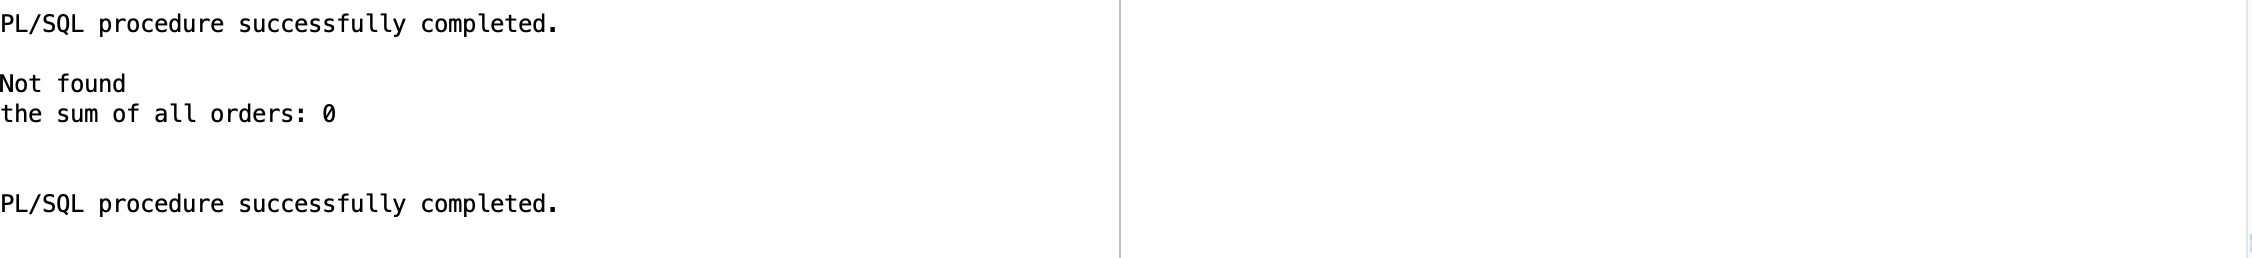 PL/SQL procedure successfully completed.
Not found
the sum of all orders: 0
PL/SQL procedure successfully completed.